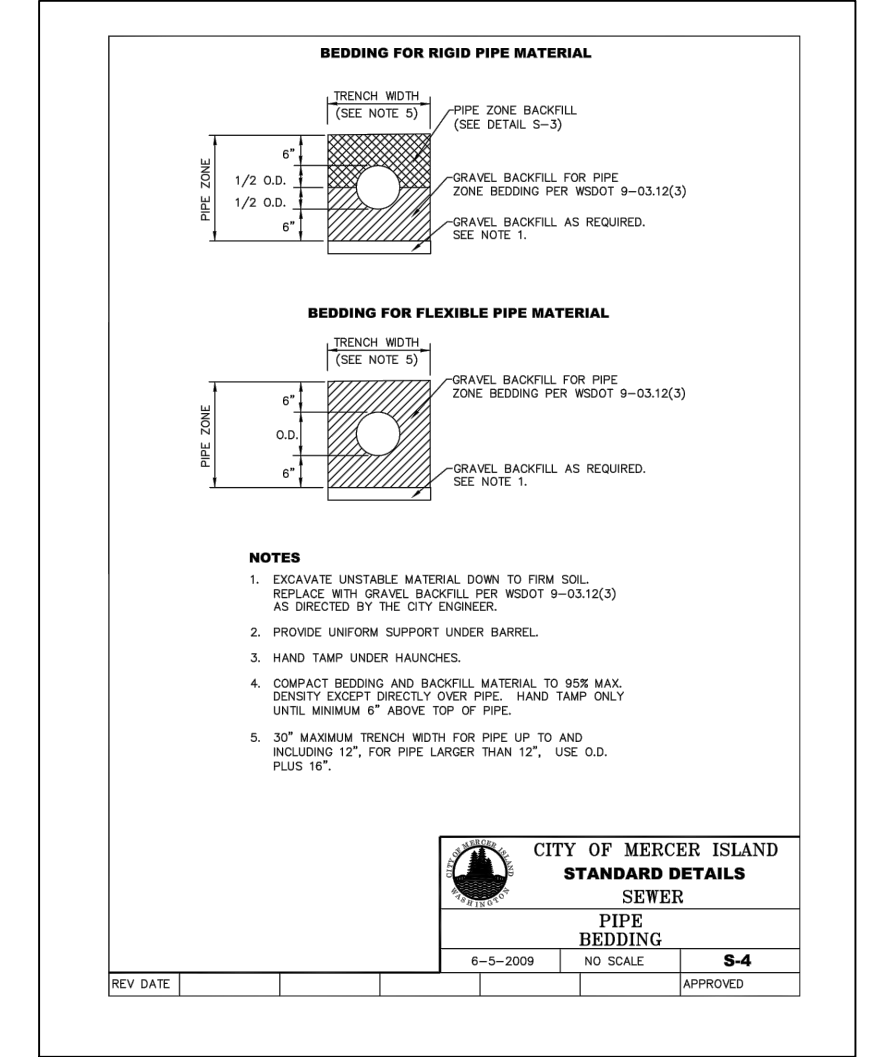 BEDDING FOR RIGID PIPE MATERIAL
TRENCH WIDTH
(SEE NOTE 5)
PIPE ZONE BACKFILL
(SEE DETAIL S-3)
PIPE ZONE
6"
1/2 O.D.
1/2 O.D.
6"
GRAVEL BACKFILL FOR PIPE
ZONE BEDDING PER WSDOT 9-03.12(3)
GRAVEL BACKFILL AS REQUIRED.
SEE NOTE 1.
BEDDING FOR FLEXIBLE PIPE MATERIAL
TRENCH WIDTH
(SEE NOTE 5)
PIPE ZONE
6"
O.D.
6"
GRAVEL BACKFILL FOR PIPE
ZONE BEDDING PER WSDOT 9-03.12(3)
GRAVEL BACKFILL AS REQUIRED.
SEE NOTE 1.
NOTES
1. EXCAVATE UNSTABLE MATERIAL DOWN TO FIRM SOIL.
REPLACE WITH GRAVEL BACKFILL PER WSDOT 9-03.12(3)
AS DIRECTED BY THE CITY ENGINEER.
2. PROVIDE UNIFORM SUPPORT UNDER BARREL.
3. HAND TAMP UNDER HAUNCHES.
4. COMPACT BEDDING AND BACKFILL MATERIAL TO 95% MAX.
DENSITY EXCEPT DIRECTLY OVER PIPE. HAND TAMP ONLY
UNTIL MINIMUM 6" ABOVE TOP OF PIPE.
5. 30" MAXIMUM TRENCH WIDTH FOR PIPE UP TO AND
INCLUDING 12", FOR PIPE LARGER THAN 12", USE O.D.
PLUS 16".
CITY OF MERCER ISLAND
WASHINGTON
CITY OF MERCER ISLAND
STANDARD DETAILS
SEWER
PIPE
BEDDING
6-5-2009
NO SCALE
S-4
REV DATE
APPROVED